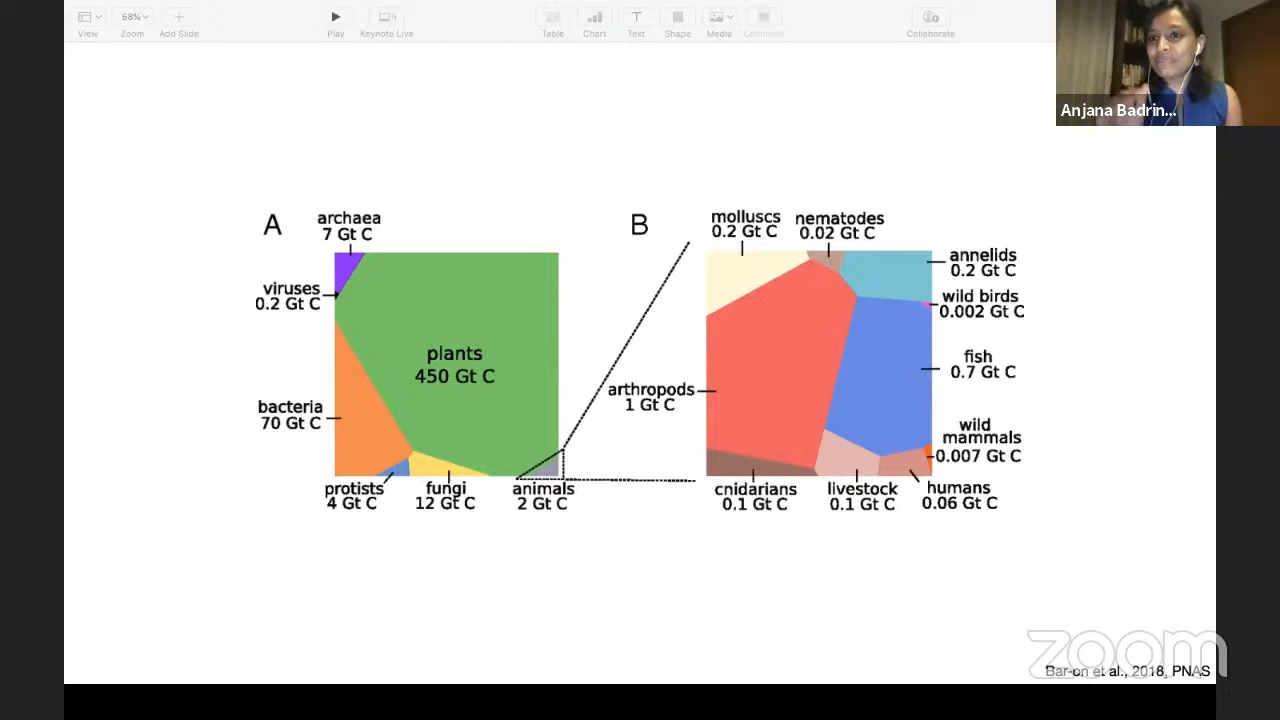 68%
View
Zoom
Add Slide
Play
Keynote Live
Table
Chart
Text
Shape
Media
Comment
Collaborate
Anjana Badrin...
A
archaea
7 Gt C
viruses
0.2 Gt C
plants
450 Gt C
bacteria
70 Gt C
protists
4 Gt C
fungi
12 Gt C
animals
2 Gt C
B
molluscs
0.2 Gt C
nematodes
0.02 Gt C
annelids
0.2 Gt C
wild birds
0.002 Gt C
fish
0.7 Gt C
arthropods
1 Gt C
wild
mammals
0.007 Gt C
cnidarians
0.1 Gt C
livestock
0.1 Gt C
humans
0.06 Gt C
zoom
Bar-on et al., 2018, PNAS